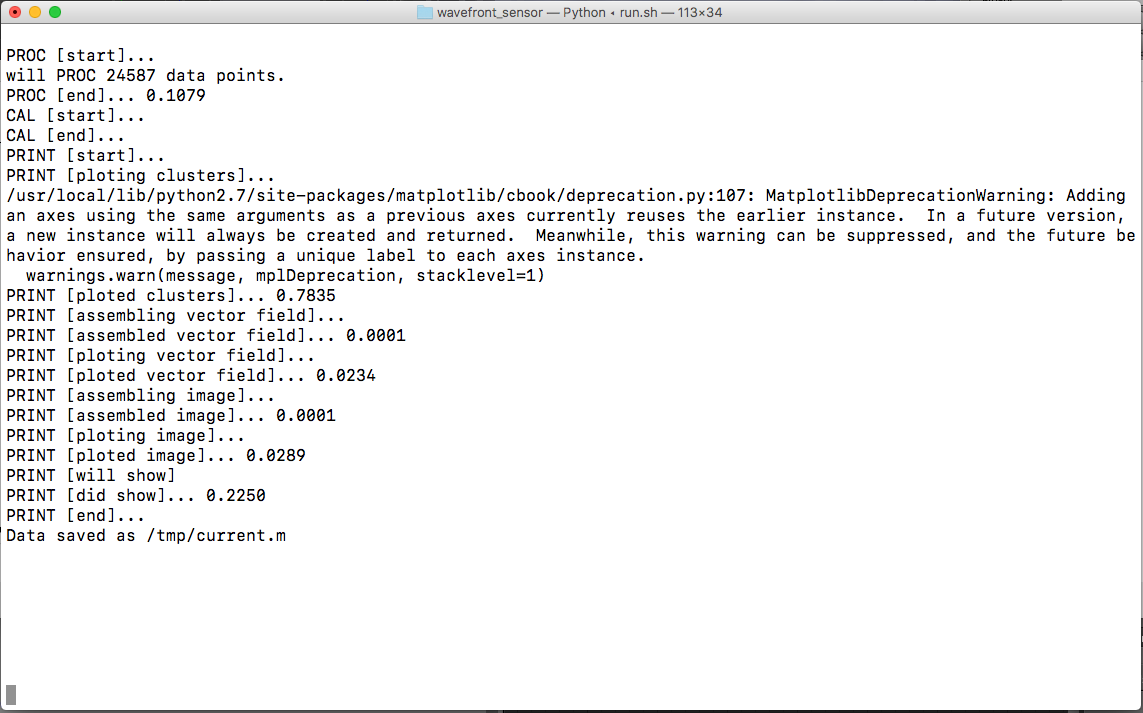 wavefront_sensor — Python ◂ run.sh — 113×34
PROC [start]...
will PROC 24587 data points.
PROC [end]... 0.1079
CAL [start]...
CAL [end]...
PRINT [start]...
PRINT [ploting clusters]...
/usr/local/lib/python2.7/site-packages/matplotlib/cbook/deprecation.py:107: MatplotlibDeprecationWarning: Adding
an axes using the same arguments as a previous axes currently reuses the earlier instance.  In a future version,
a new instance will always be created and returned.  Meanwhile, this warning can be suppressed, and the future be
havior ensured, by passing a unique label to each axes instance.
  warnings.warn(message, mplDeprecation, stacklevel=1)
PRINT [ploted clusters]... 0.7835
PRINT [assembling vector field]...
PRINT [assembled vector field]... 0.0001
PRINT [ploting vector field]...
PRINT [ploted vector field]... 0.0234
PRINT [assembling image]...
PRINT [assembled image]... 0.0001
PRINT [ploting image]...
PRINT [ploted image]... 0.0289
PRINT [will show]
PRINT [did show]... 0.2250
PRINT [end]...
Data saved as /tmp/current.m